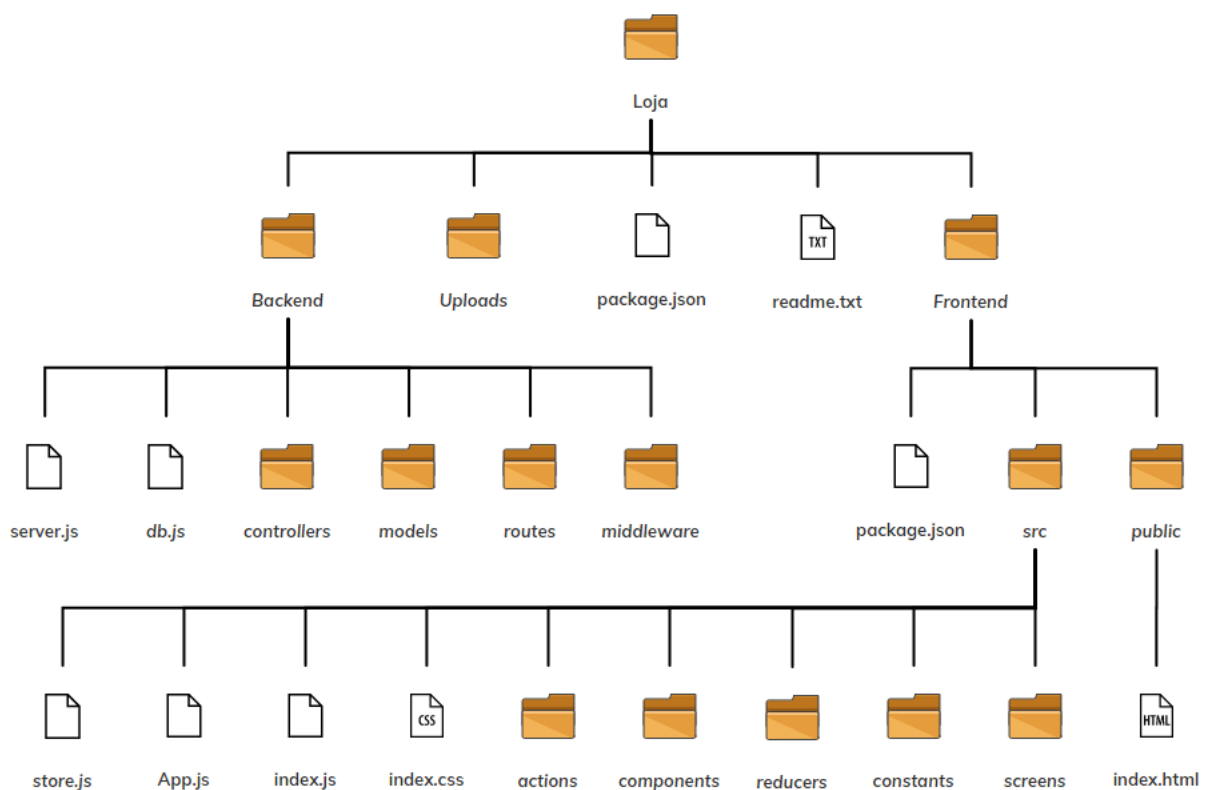 Loja
Backend
Uploads
package.json
TXT
readme.txt
Frontend
server.js
db.js
controllers
models
routes
middleware
package.json
src
public
store.js
App.js
index.js
CSS
index.css
actions
components
reducers
constants
screens
HTML
index.html